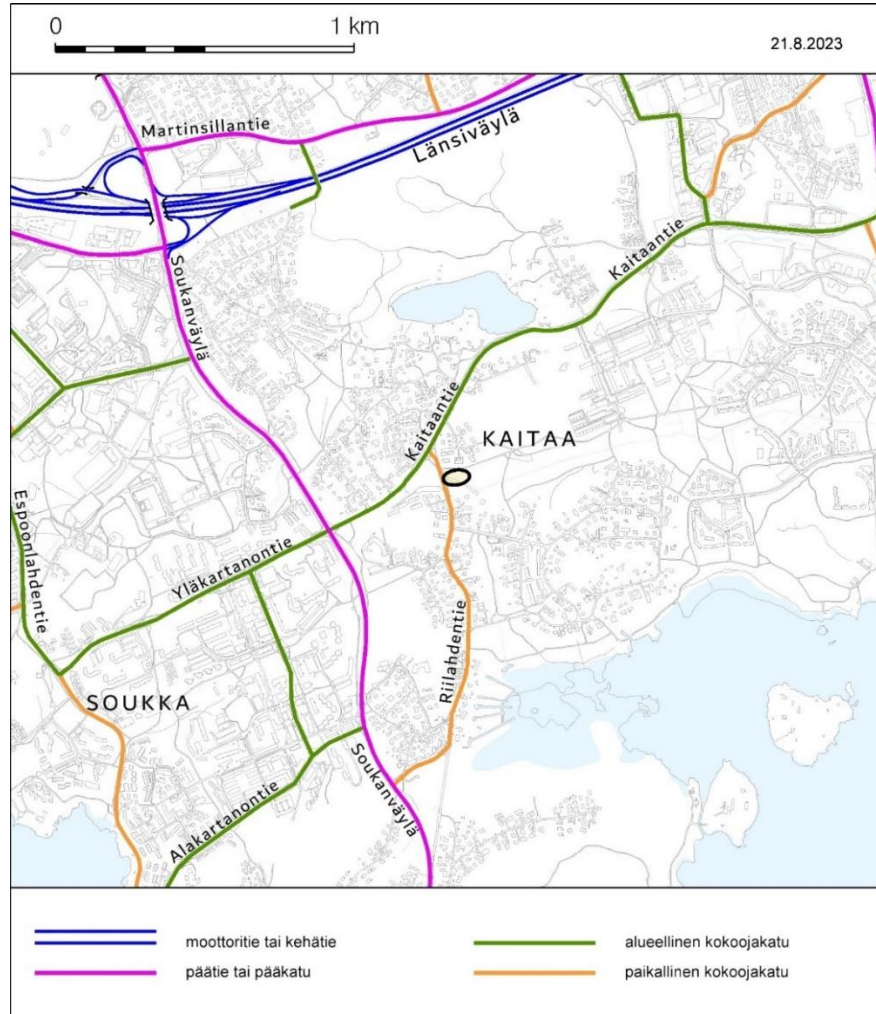 0 1 km
21.8.2023
Martinsillantie
Länsiväylä
Kaitaantie
Soukanväylä
Kaitaantie
KAITAA
Espoonlahdentie
Yläkartanontie
Riilahdentie
SOUKKA
Soukanväylä
Alakartanontie
moottoritie tai kehätie
alueellinen kokoojakatu
päätie tai pääkatu
paikallinen kokoojakatu